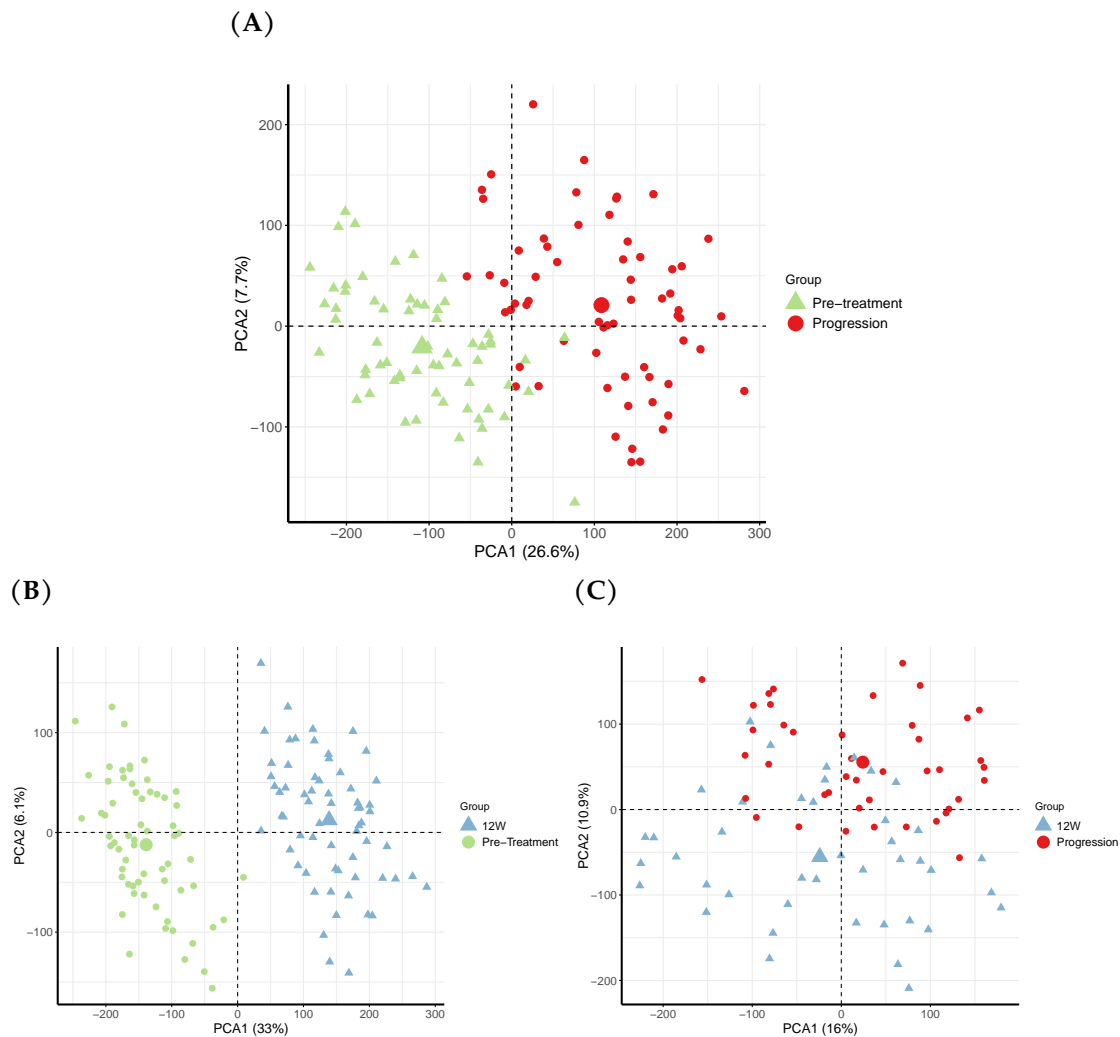 (A)
200
100
0
−100
PCA2 (7.7%)
−200
−100
0
100
200
300
PCA1 (26.6%)
Group
Pre−treatment
Progression
(B)
100
0
−100
PCA2 (6.1%)
−200
−100
0
100
200
300
PCA1 (33%)
Group
12W
Pre−Treatment
(C)
100
0
−100
−200
PCA2 (10.9%)
−200
−100
0
100
PCA1 (16%)
Group
12W
Progression